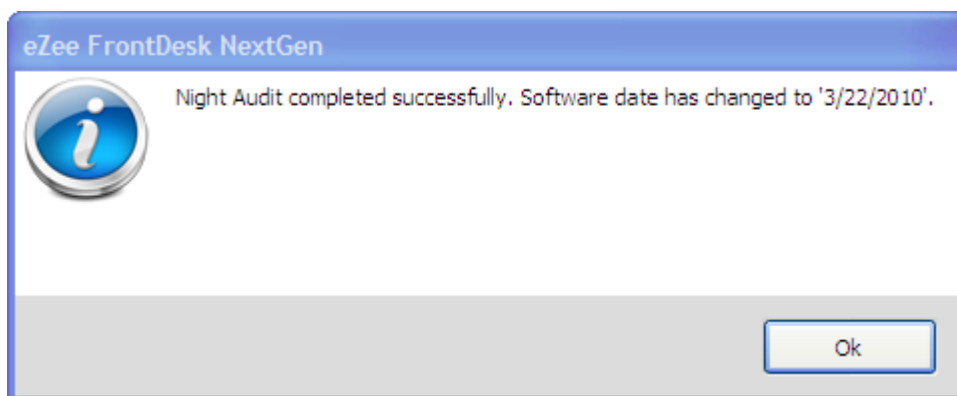 eZee FrontDesk NextGen
Night Audit completed successfully. Software date has changed to '3/22/2010'.
Ok